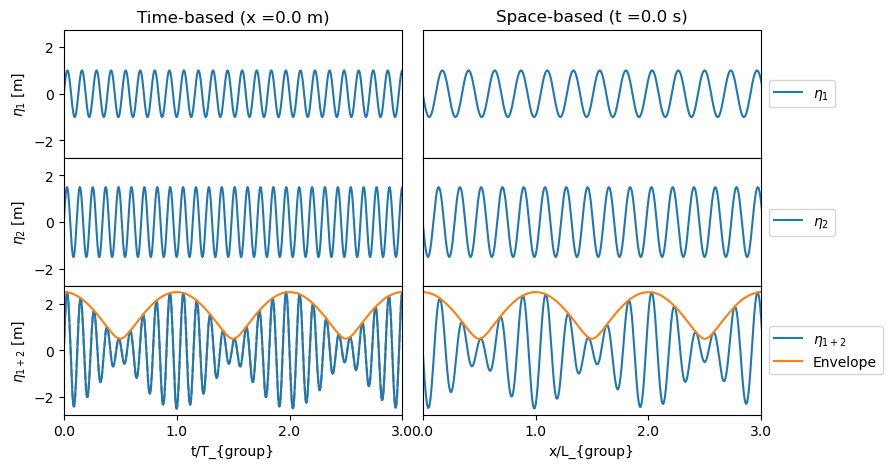 Time-based (x =0.0 m)
Space-based (t =0.0 s)
η₁ [m]
2
0
−2
η₁
η₂ [m]
2
0
−2
η₂
η₁₊₂ [m]
2
0
−2
η₁₊₂
Envelope
0.0 1.0 2.0 3.0
0.0 1.0 2.0 3.0
t/T_{group}
x/L_{group}